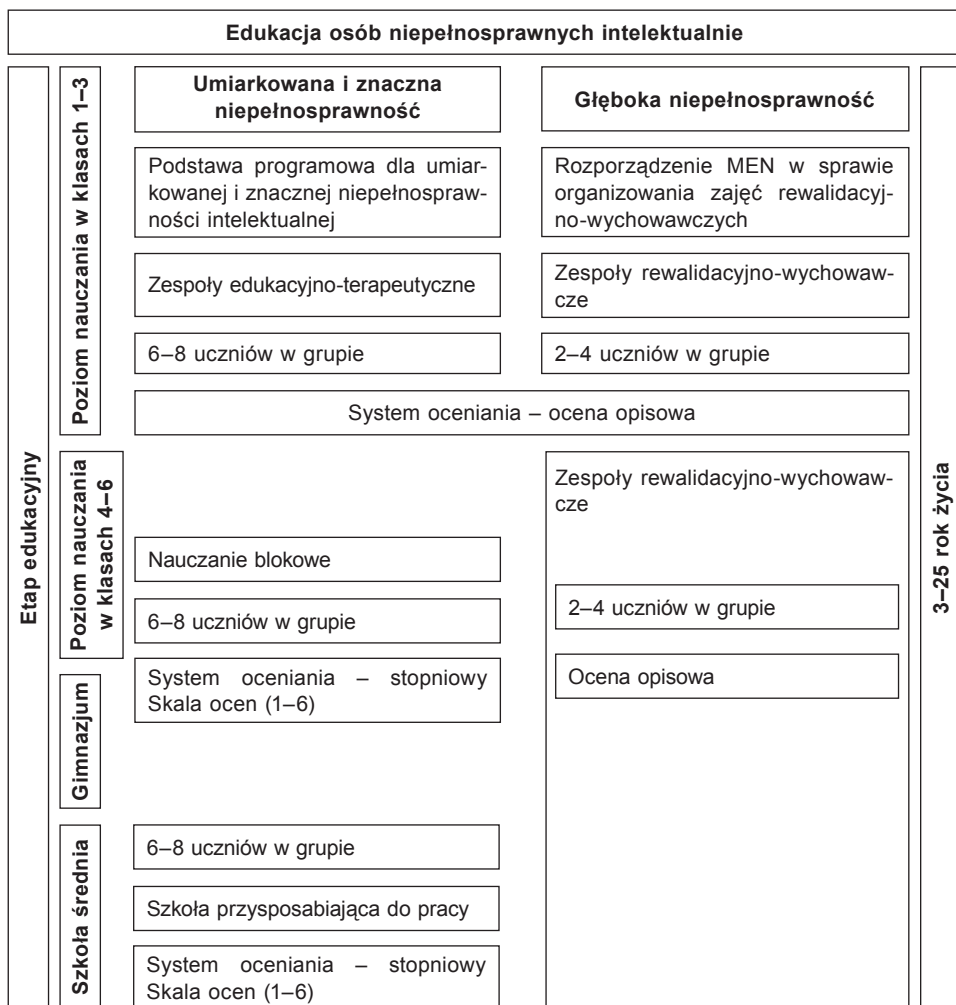 Edukacja osób niepełnosprawnych intelektualnie
Etap edukacyjny
Poziom nauczania w klasach 1–3
Umiarkowana i znaczna
niepełnosprawność
Głęboka niepełnosprawność
Podstawa programowa dla umiar-
kowanej i znacznej niepełnospraw-
ności intelektualnej
Rozporządzenie MEN w sprawie
organizowania zajęć rewalidacyj-
no-wychowawczych
Zespoły edukacyjno-terapeutyczne
Zespoły rewalidacyjno-wychowaw-
cze
6–8 uczniów w grupie
2–4 uczniów w grupie
System oceniania – ocena opisowa
Poziom nauczania
w klasach 4–6
Nauczanie blokowe
6–8 uczniów w grupie
System oceniania – stopniowy
Skala ocen (1–6)
Zespoły rewalidacyjno-wychowaw-
cze
2–4 uczniów w grupie
Ocena opisowa
Gimnazjum
Szkoła średnia
6–8 uczniów w grupie
Szkoła przysposabiająca do pracy
System oceniania – stopniowy
Skala ocen (1–6)
3–25 rok życia